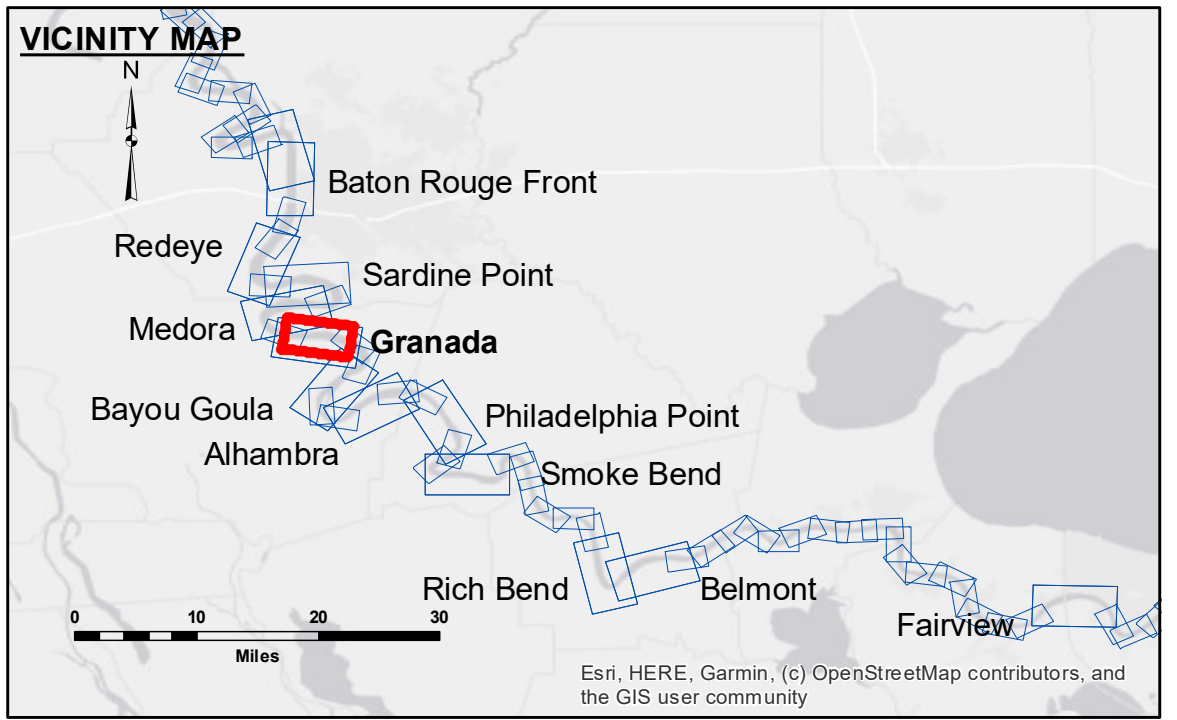 VICINITY MAP
N
Baton Rouge Front
Redeye
Sardine Point
Medora
Granada
Bayou Goula
Philadelphia Point
Alhambra
Smoke Bend
Rich Bend
Belmont
Fairview
0 10 20 30
Miles
Esri, HERE, Garmin, (c) OpenStreetMap contributors, and
the GIS user community